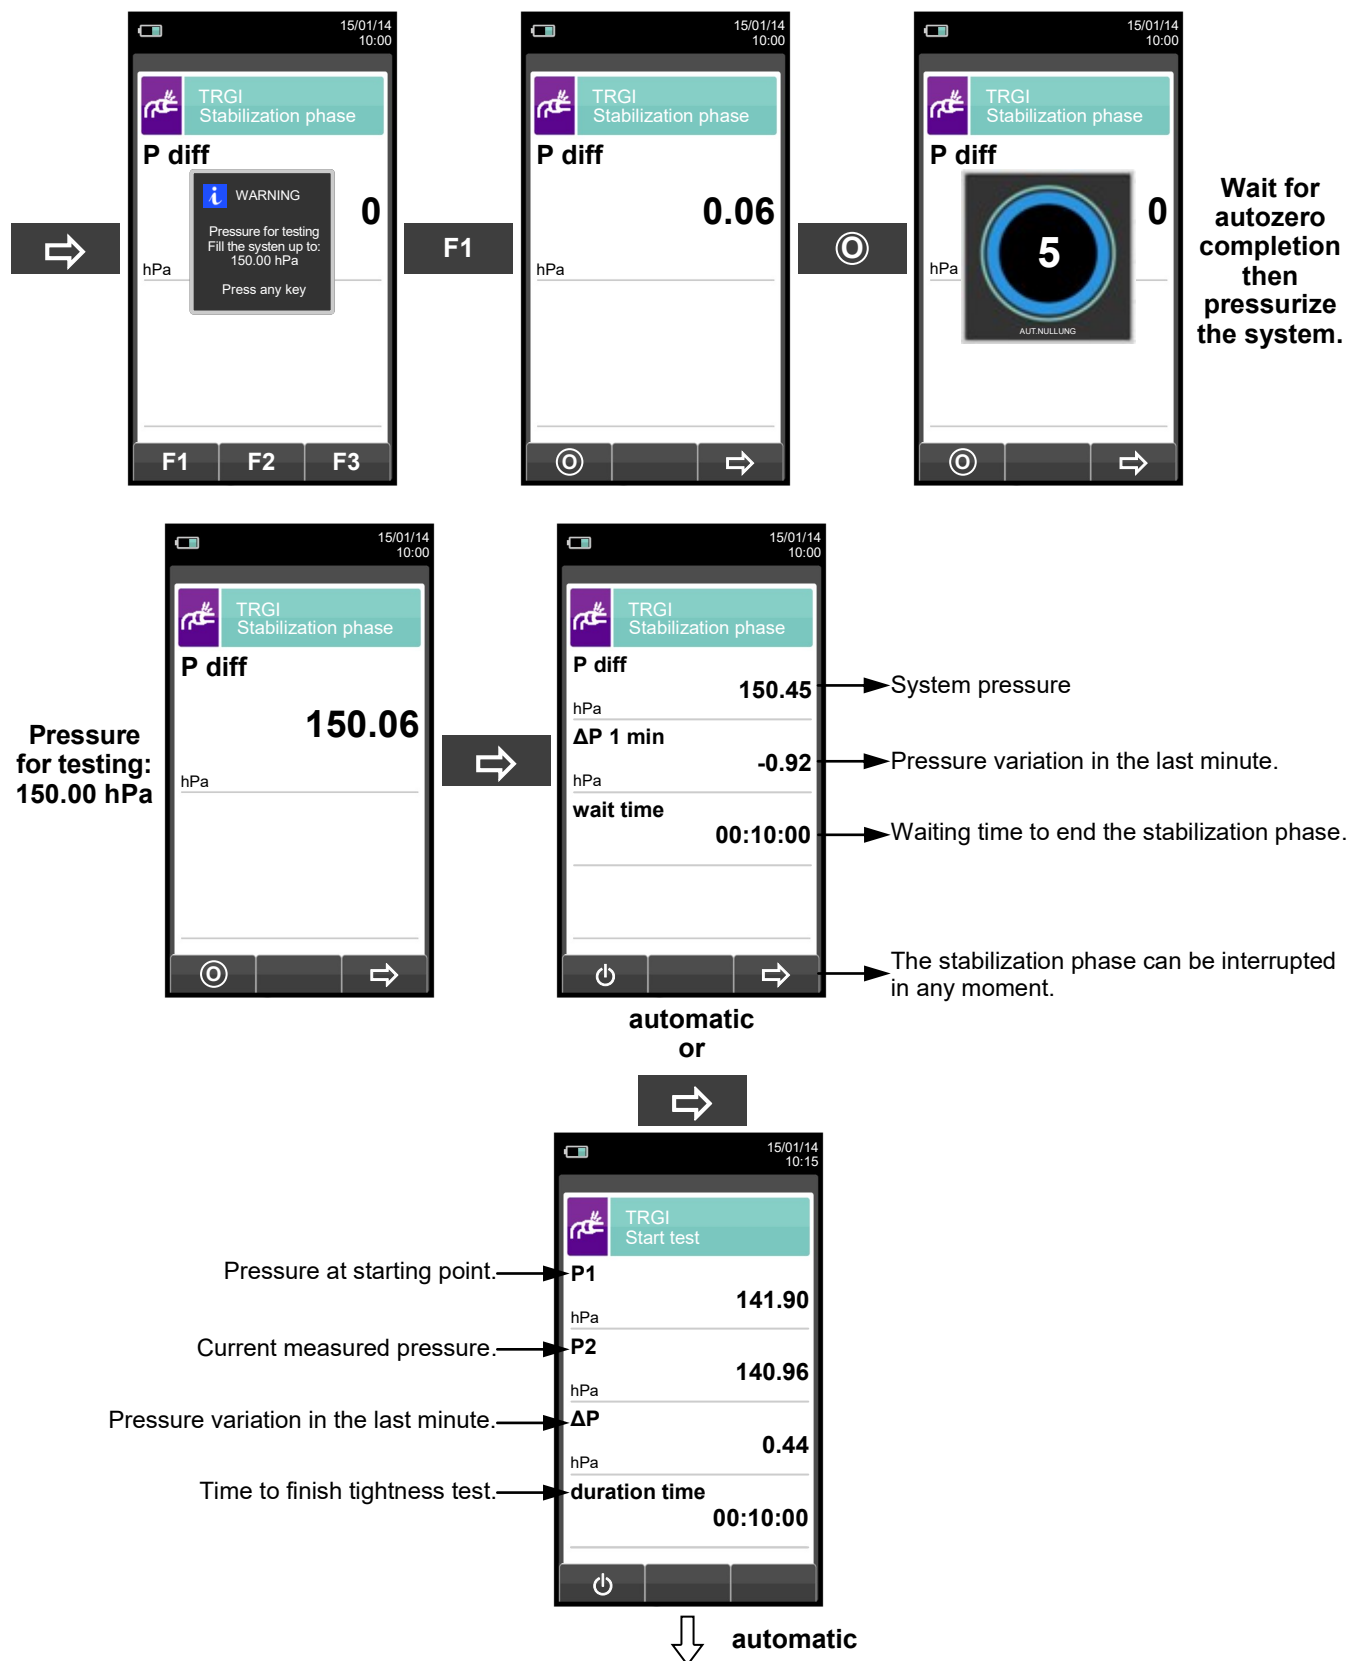 15/01/14
10:00
TRGI
Stabilization phase
P diff
WARNING
Pressure for testing
Fill the systen up to:
150.00 hPa
Press any key
0
hPa
F1 F2 F3
F1
15/01/14
10:00
TRGI
Stabilization phase
P diff
0.06
hPa
15/01/14
10:00
TRGI
Stabilization phase
P diff
0
5
hPa
AUT.NULLUNG
Wait for
autozero
completion
then
pressurize
the system.
Pressure
for testing:
150.00 hPa
15/01/14
10:00
TRGI
Stabilization phase
P diff
150.06
hPa
15/01/14
10:00
TRGI
Stabilization phase
P diff
150.45
hPa
ΔP 1 min
-0.92
hPa
wait time
00:10:00
System pressure
Pressure variation in the last minute.
Waiting time to end the stabilization phase.
The stabilization phase can be interrupted
in any moment.
automatic
or
15/01/14
10:15
TRGI
Start test
Pressure at starting point.
P1
141.90
hPa
Current measured pressure.
P2
140.96
hPa
Pressure variation in the last minute.
ΔP
0.44
hPa
Time to finish tightness test.
duration time
00:10:00
automatic